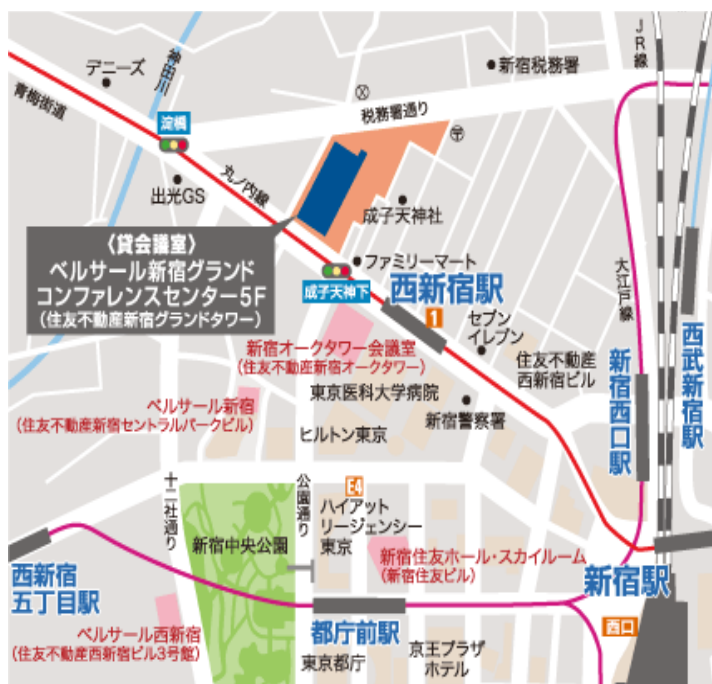 JR線
デニーズ
神田川
新宿税務署
青梅街道
税務署通り
淀橋
丸ノ内線
出光GS
成子天神社
〈貸会議室〉
ベルサール新宿グランド
コンファレンスセンター5F
(住友不動産新宿グランドタワー)
ファミリーマート
成子天神下
西新宿駅
1
大江戸線
セブン
イレブン
新宿オークタワー会議室
(住友不動産新宿オークタワー)
住友不動産
西新宿ビル
西武新宿駅
新宿西口駅
東京医科大学病院
新宿警察署
ベルサール新宿
(住友不動産新宿セントラルパークビル)
ヒルトン東京
十二社通り
公園通り
E4
ハイアット
リージェンシー
東京
新宿中央公園
新宿住友ホール・スカイルーム
(新宿住友ビル)
西新宿
五丁目駅
新宿駅
都庁前駅
西口
ベルサール西新宿
(住友不動産西新宿ビル3号館)
東京都庁
京王プラザ
ホテル